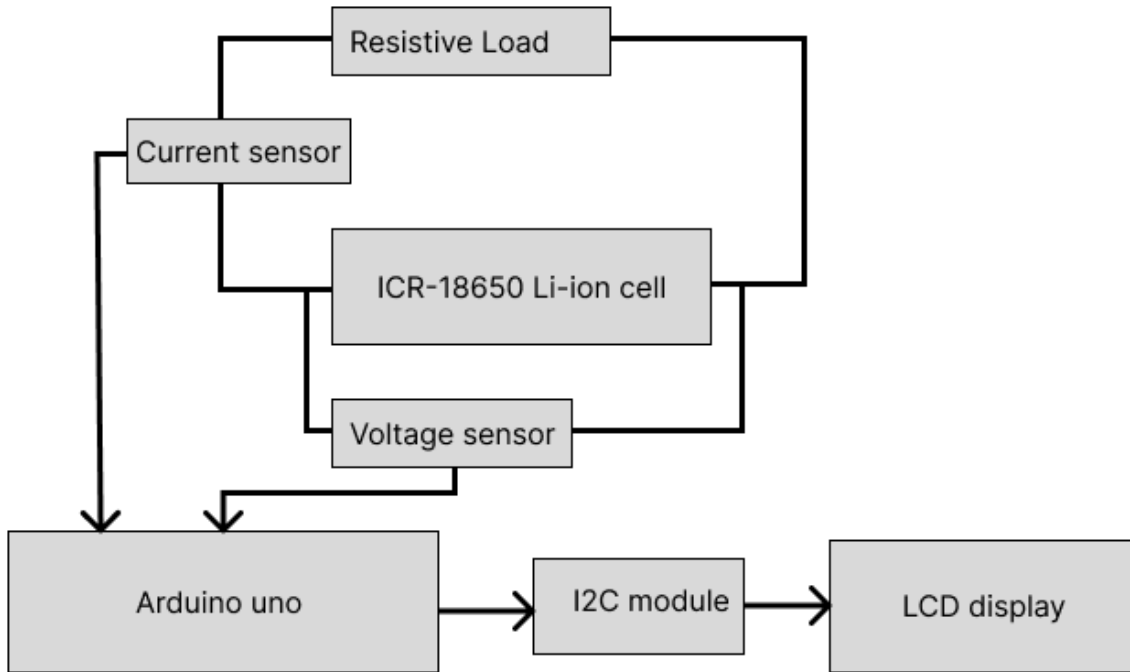 Resistive Load
Current sensor
ICR-18650 Li-ion cell
Voltage sensor
Arduino uno
I2C module
LCD display